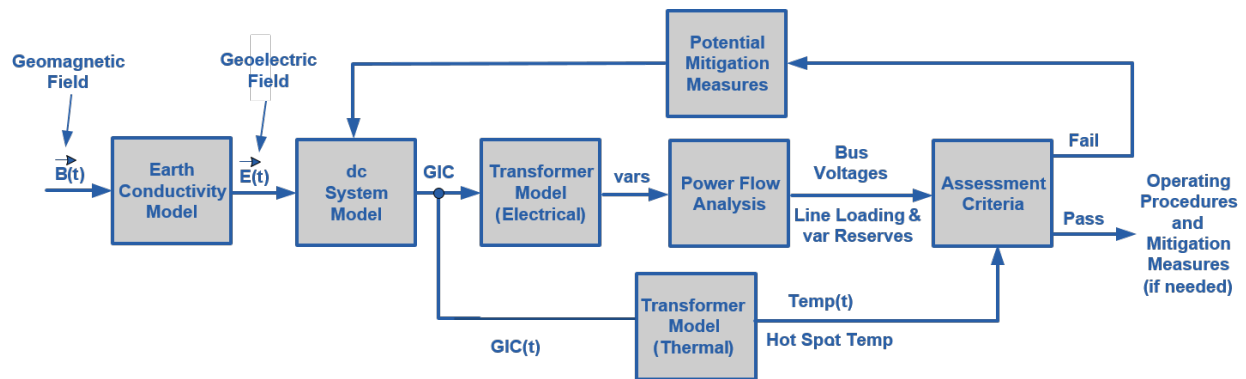 Geomagnetic
Field
Geoelectric
Field
Potential
Mitigation
Measures
B(t)
Earth
Conductivity
Model
E(t)
dc
System
Model
GIC
Transformer
Model
(Electrical)
vars
Power Flow
Analysis
Bus
Voltages
Line Loading &
var Reserves
Assessment
Criteria
Fail
Pass
Operating
Procedures
and
Mitigation
Measures
(if needed)
GIC(t)
Transformer
Model
(Thermal)
Temp(t)
Hot Spot Temp